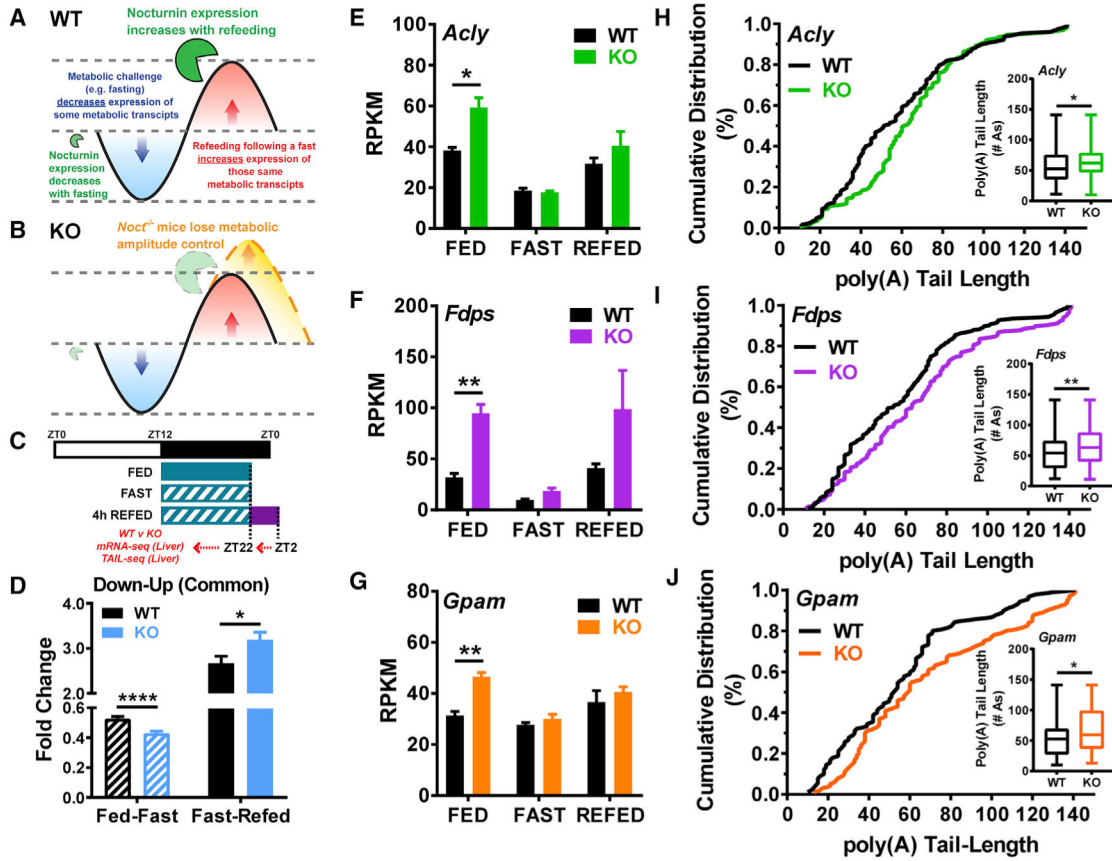 A WT
Nocturnin expression
increases with refeeding
Metabolic challenge
(e.g. fasting)
decreases expression of
some metabolic transcipts
Nocturnin
expression
decreases
with fasting
Refeeding following a fast
increases expression of
those same
metabolic transcipts
B KO
Noct-/- mice lose metabolic
amplitude control
C
ZT0 ZT12 ZT0
FED
FAST
4h REFED
WT v KO
mRNA-seq (Liver)
TAIL-seq (Liver)
ZT22 ZT2
D Down-Up (Common)
WT
KO
Fold Change
4.0
3.0
2.0
0.6
0.4
0.2
0.0
**** *
Fed-Fast Fast-Refed
E Acly
WT
KO
RPKM
80
60
40
20
0
*
FED FAST REFED
F Fdps
WT
KO
RPKM
200
150
100
50
0
**
FED FAST REFED
G Gpam
WT
KO
RPKM
80
60
40
20
0
**
FED FAST REFED
H Acly
WT
KO
Cumulative Distribution
(%)
1.0
0.8
0.6
0.4
0.2
0.0
20 40 60 80 100 120 140
poly(A) Tail Length
Acly
Poly(A) Tail Length
(# As)
200
150
100
50
0
*
WT KO
I Fdps
WT
KO
Cumulative Distribution
(%)
1.0
0.8
0.6
0.4
0.2
0.0
20 40 60 80 100 120 140
poly(A) Tail Length
Fdps
Poly(A) Tail Length
(# As)
200
150
100
50
0
**
WT KO
J Gpam
WT
KO
Cumulative Distribution
(%)
1.0
0.8
0.6
0.4
0.2
0.0
20 40 60 80 100 120 140
poly(A) Tail-Length
Gpam
Poly(A) Tail Length
(# As)
200
150
100
50
0
*
WT KO